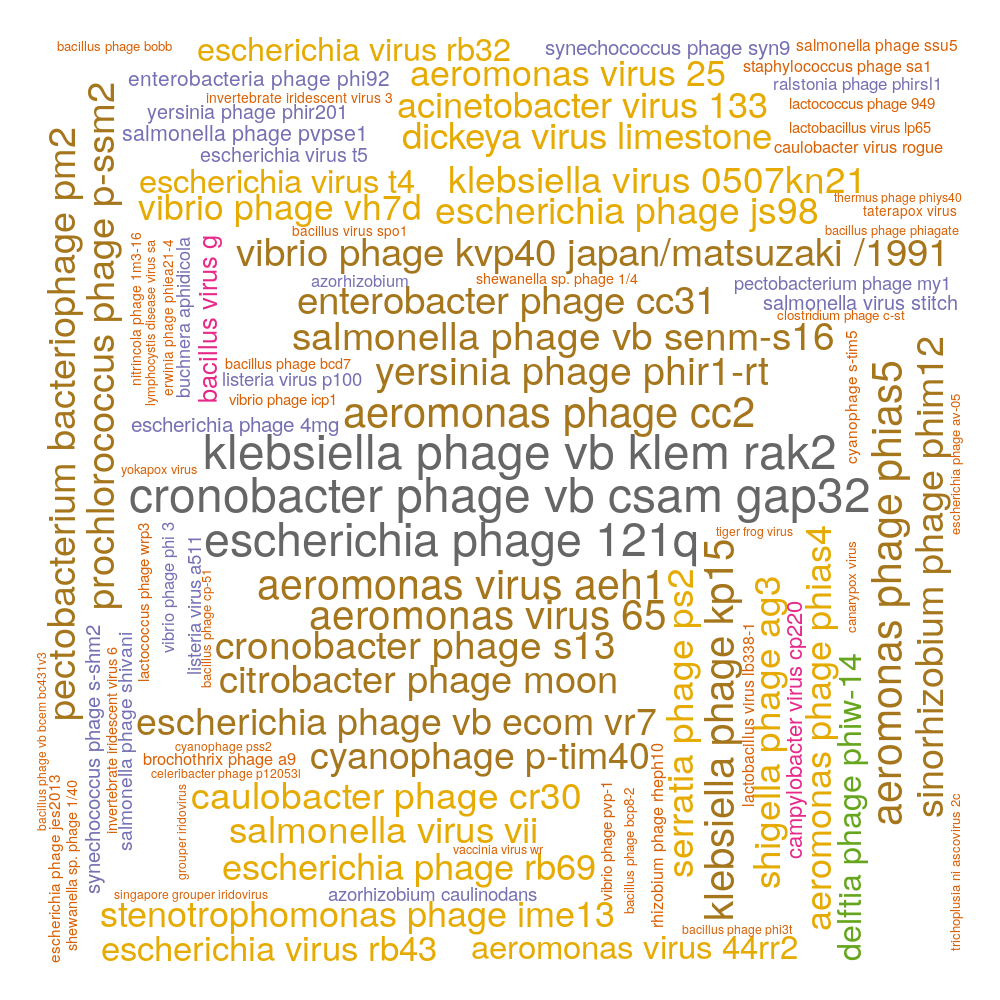 bacillus phage bobb
escherichia virus rb32
synechococcus phage syn9
salmonella phage ssu5
enterobacteria phage phi92
aeromonas virus 25
staphylococcus phage sa1
ralstonia phage phirsl1
invertebrate iridescent virus 3
acinetobacter virus 133
lactococcus phage 949
yersinia phage phir201
salmonella phage pvpse1
dickeya virus limestone
lactobacillus virus lp65
caulobacter virus rogue
escherichia virus t5
escherichia virus t4
klebsiella virus 0507kn21
thermus phage phiys40
vibrio phage vh7d
escherichia phage js98
taterapox virus
bacillus virus spo1
bacillus phage phiagate
pectobacterium bacteriophage pm2
prochlorococcus phage p-ssm2
nitrincola phage 1m3-16
lymphocystis disease virus sa
erwinia phage phiea21-4
buchnera aphidicola
bacillus virus g
vibrio phage kvp40 japan/matsuzaki /1991
azorhizobium
shewanella sp. phage 1/4
pectobacterium phage my1
enterobacter phage cc31
salmonella virus stitch
clostridium phage c-st
salmonella phage vb senm-s16
bacillus phage bcd7
listeria virus p100
yersinia phage phir1-rt
vibrio phage icp1
aeromonas phage cc2
escherichia phage 4mg
cyanophage s-tim5
aeromonas phage phias5
sinorhizobium phage phim12
escherichia phage av-05
klebsiella phage vb klem rak2
yokapox virus
cronobacter phage vb csam gap32
escherichia phage 121q
tiger frog virus
lactococcus phage wrp3
vibrio phage phi 3
listeria virus a511
bacillus phage cp-51
aeromonas virus aeh1
aeromonas virus 65
cronobacter phage s13
citrobacter phage moon
escherichia phage vb ecom vr7
serratia phage ps2
klebsiella phage kp15
lactobacillus virus lb338-1
shigella phage ag3
campylobacter virus cp220
aeromonas phage phias4
canarypox virus
delftia phage phiw-14
bacillus phage vb bcem bc431v3
synechococcus phage s-shm2
invertebrate iridescent virus 6
salmonella phage shivani
cyanophage pss2
brochothrix phage a9
cyanophage p-tim40
celeribacter phage p12053l
escherichia phage jes2013
shewanella sp. phage 1/40
grouper iridovirus
caulobacter phage cr30
salmonella virus vii
vaccinia virus wr
escherichia phage rb69
vibrio phage pvp-1
bacillus phage bcp8-2
rhizobium phage rheph10
trichoplusia ni ascovirus 2c
singapore grouper iridovirus
azorhizobium caulinodans
stenotrophomonas phage ime13
bacillus phage phi3t
escherichia virus rb43
aeromonas virus 44rr2